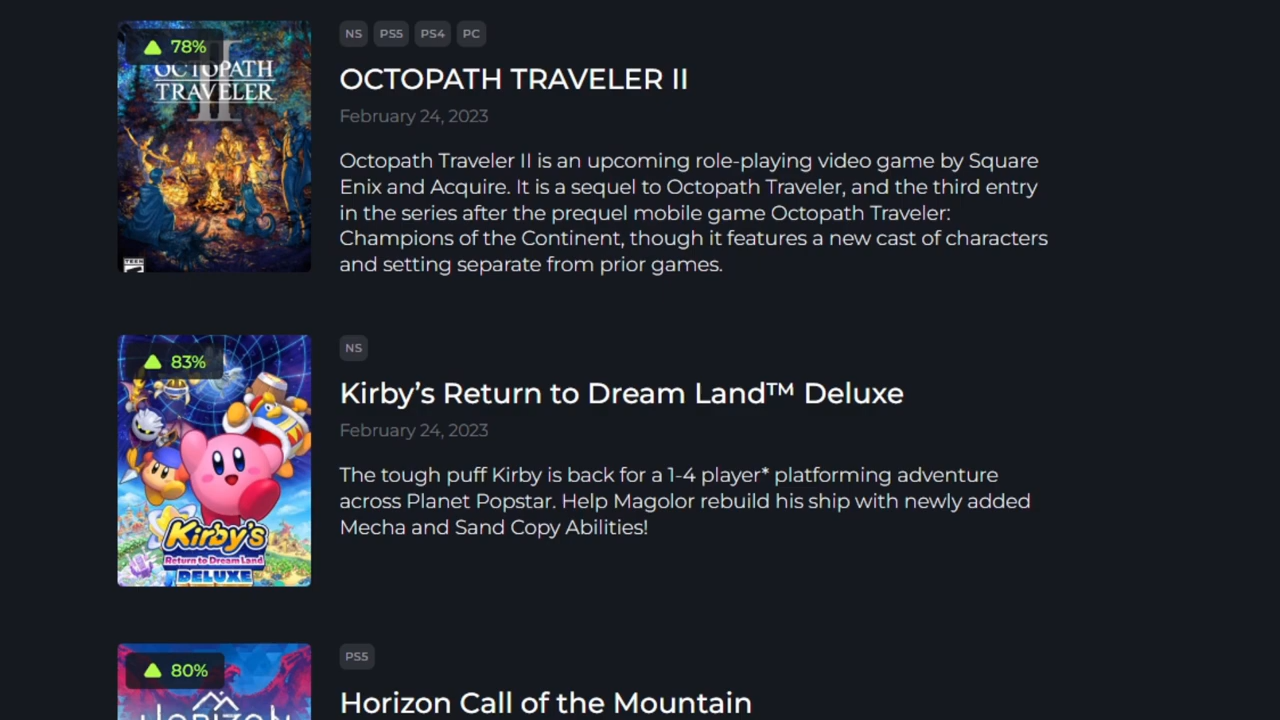 78%
OCTOPATH
TRAVELER
II
TEEN
NS PS5 PS4 PC
OCTOPATH TRAVELER II
February 24, 2023
Octopath Traveler II is an upcoming role-playing video game by Square
Enix and Acquire. It is a sequel to Octopath Traveler, and the third entry
in the series after the prequel mobile game Octopath Traveler:
Champions of the Continent, though it features a new cast of characters
and setting separate from prior games.
83%
Kirby's
Return to Dream Land
DELUXE
NS
Kirby’s Return to Dream Land™ Deluxe
February 24, 2023
The tough puff Kirby is back for a 1-4 player* platforming adventure
across Planet Popstar. Help Magolor rebuild his ship with newly added
Mecha and Sand Copy Abilities!
80%
HORIZON
PS5
Horizon Call of the Mountain